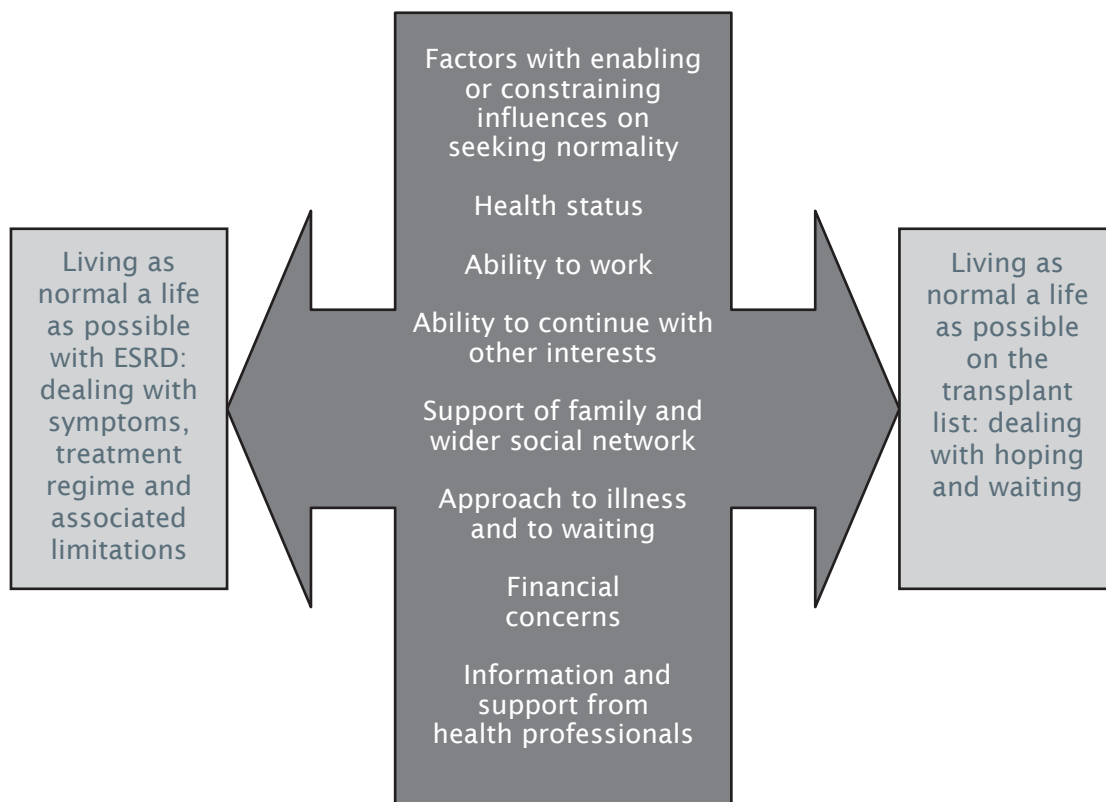 Factors with enabling
or constraining
influences on
seeking normality
Health status
Ability to work
Ability to continue with
other interests
Support of family and
wider social network
Approach to illness
and to waiting
Financial
concerns
Information and
support from
health professionals
Living as
normal a life
as possible
with ESRD:
dealing with
symptoms,
treatment
regime and
associated
limitations
Living as
normal a life
as possible
on the
transplant
list: dealing
with hoping
and waiting